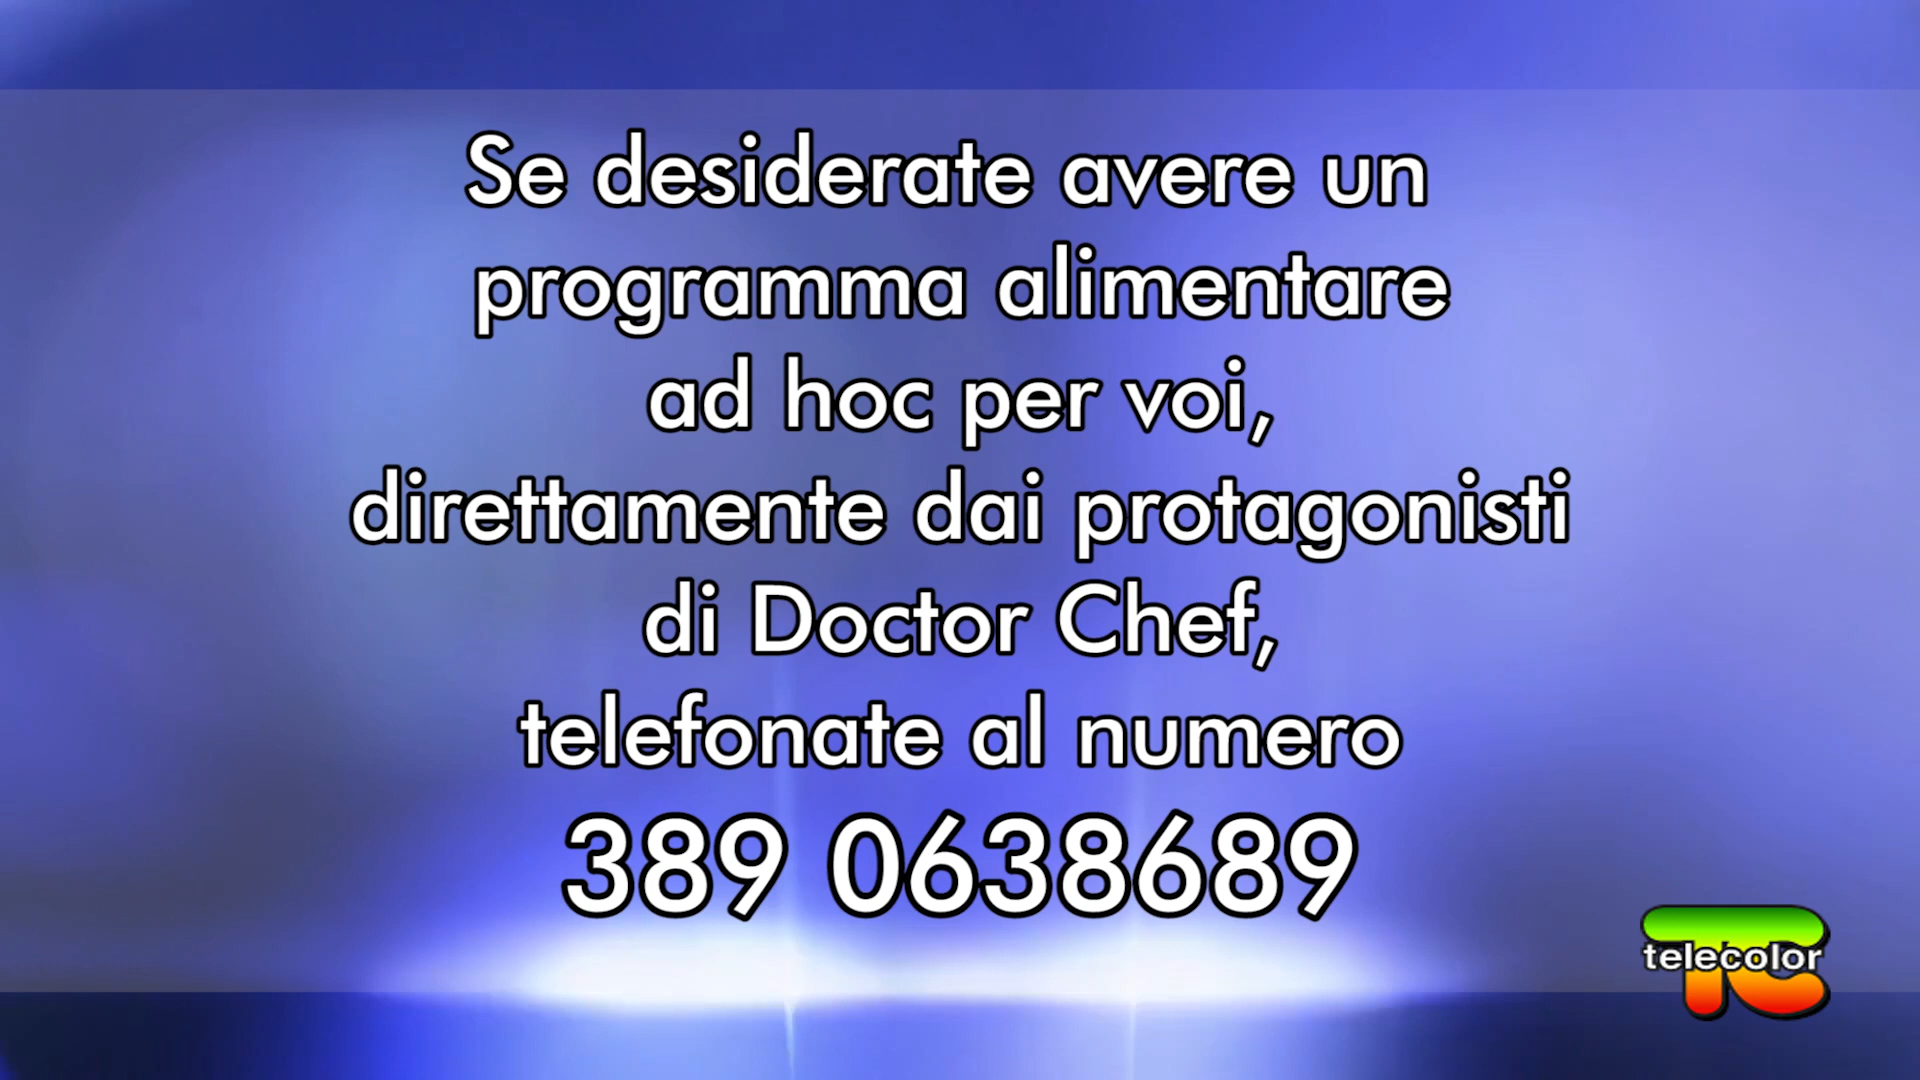 Se desiderate avere un
programma alimentare
ad hoc per voi,
direttamente dai protagonisti
di Doctor Chef,
telefonate al numero
389 0638689
telecolor